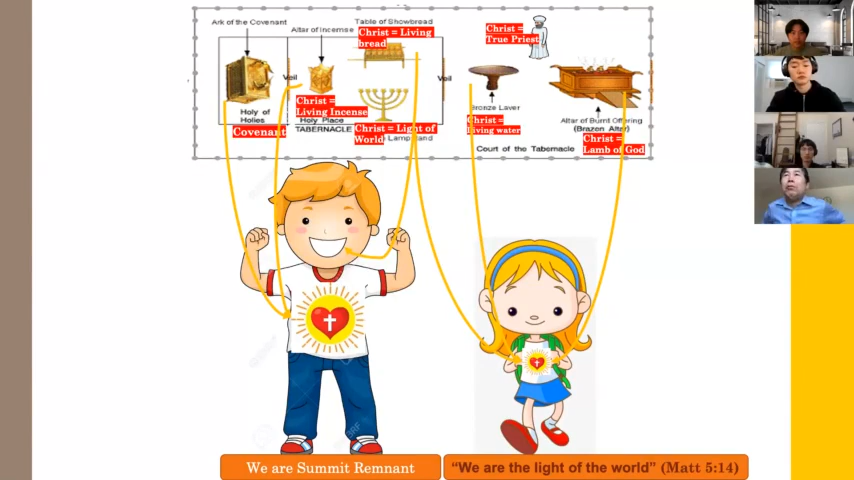 Ark of the Covenant
Altar of Incense
Table of Showbread
Christ = Living
bread
Christ =
True Priest
Veil
Veil
Christ =
Living Incense
Holy of
Holies
Holy Place
Covenant
TABERNACLE
Christ = Light of
World
Lampstand
Bronze Laver
Christ =
Living water
Altar of Burnt Offering
(Brazen Altar)
Christ =
Lamb of God
Court of the Tabernacle
We are Summit Remnant
“We are the light of the world” (Matt 5:14)